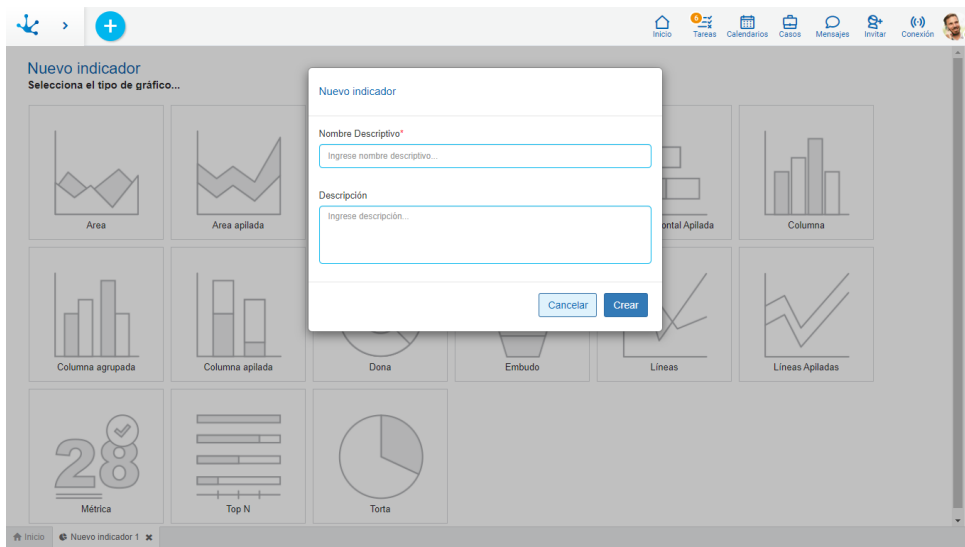 6
Inicio
Tareas
Calendarios
Casos
Mensajes
Invitar
Conexión
Nuevo indicador
Selecciona el tipo de gráfico...
Nuevo indicador
Nombre Descriptivo*
Ingrese nombre descriptivo...
Descripción
Ingrese descripción...
Cancelar
Crear
Area
Area apilada
ontal Apilada
Columna
Columna agrupada
Columna apilada
Dona
Embudo
Líneas
Líneas Apiladas
28
Métrica
Top N
Torta
Inicio
Nuevo indicador 1